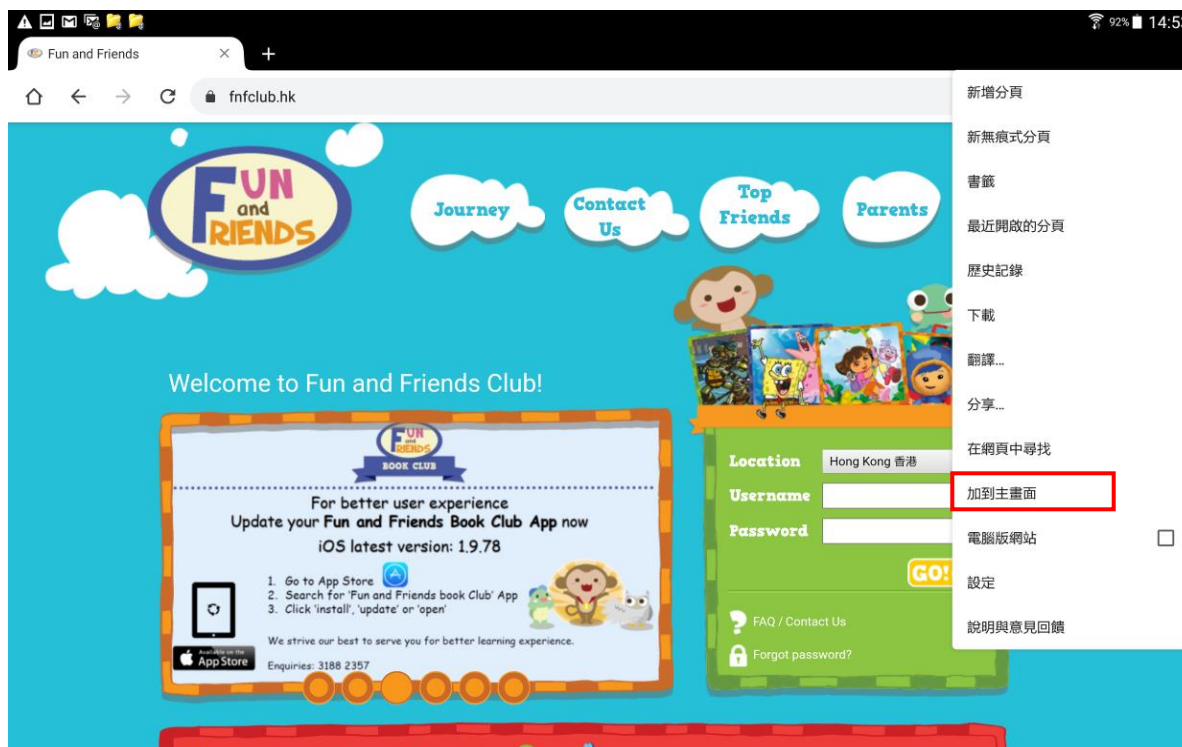 92% 14:53
Fun and Friends
fnfclub.hk
FUN
and
FRIENDS
Journey
Contact
Us
Top
Friends
Parents
Welcome to Fun and Friends Club!
FUN
and
FRIENDS
BOOK CLUB
For better user experience
Update your Fun and Friends Book Club App now
iOS latest version: 1.9.78
1. Go to App Store
2. Search for 'Fun and Friends book Club' App
3. Click 'install', 'update' or 'open'
We strive our best to serve you for better learning experience.
Enquiries: 3188 2357
Available on the
App Store
Location
Hong Kong 香港
Username
Password
GO!
FAQ / Contact Us
Forgot password?
新增分頁
新無痕式分頁
書籤
最近開啟的分頁
歷史記錄
下載
翻譯...
分享...
在網頁中尋找
加到主畫面
電腦版網站
設定
說明與意見回饋